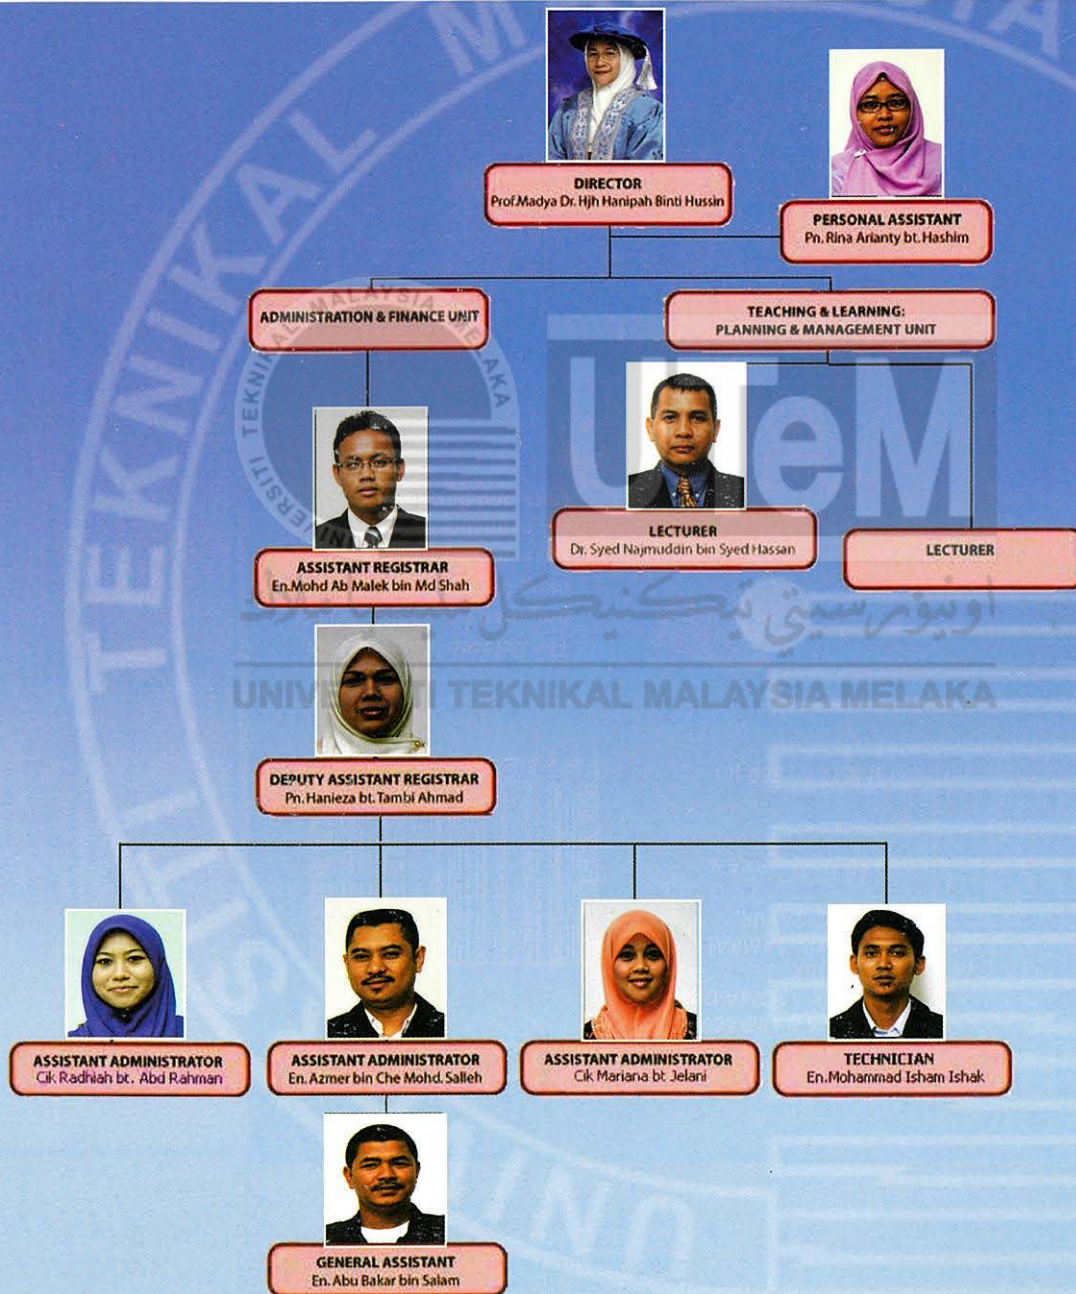 DIRECTOR
Prof.Madya Dr. Hjh Hanipah Binti Hussin
PERSONAL ASSISTANT
Pn. Rina Arianty bt. Hashim
ADMINISTRATION & FINANCE UNIT
TEACHING & LEARNING:
PLANNING & MANAGEMENT UNIT
ASSISTANT REGISTRAR
En.Mohd Ab Malek bin Md Shah
LECTURER
Dr. Syed Najmuddin bin Syed Hassan
LECTURER
UTeM
اونيۏرسيتي تيكنيكل مليسيا ملاك
UNIVERSITI TEKNIKAL MALAYSIA MELAKA
DEPUTY ASSISTANT REGISTRAR
Pn. Hanieza bt. Tambi Ahmad
ASSISTANT ADMINISTRATOR
Cik Radhiah bt. Abd Rahman
ASSISTANT ADMINISTRATOR
En. Azmer bin Che Mohd. Salleh
ASSISTANT ADMINISTRATOR
Cik Mariana bt Jelani
TECHNICIAN
En.Mohammad Isham Ishak
GENERAL ASSISTANT
En. Abu Bakar bin Salam